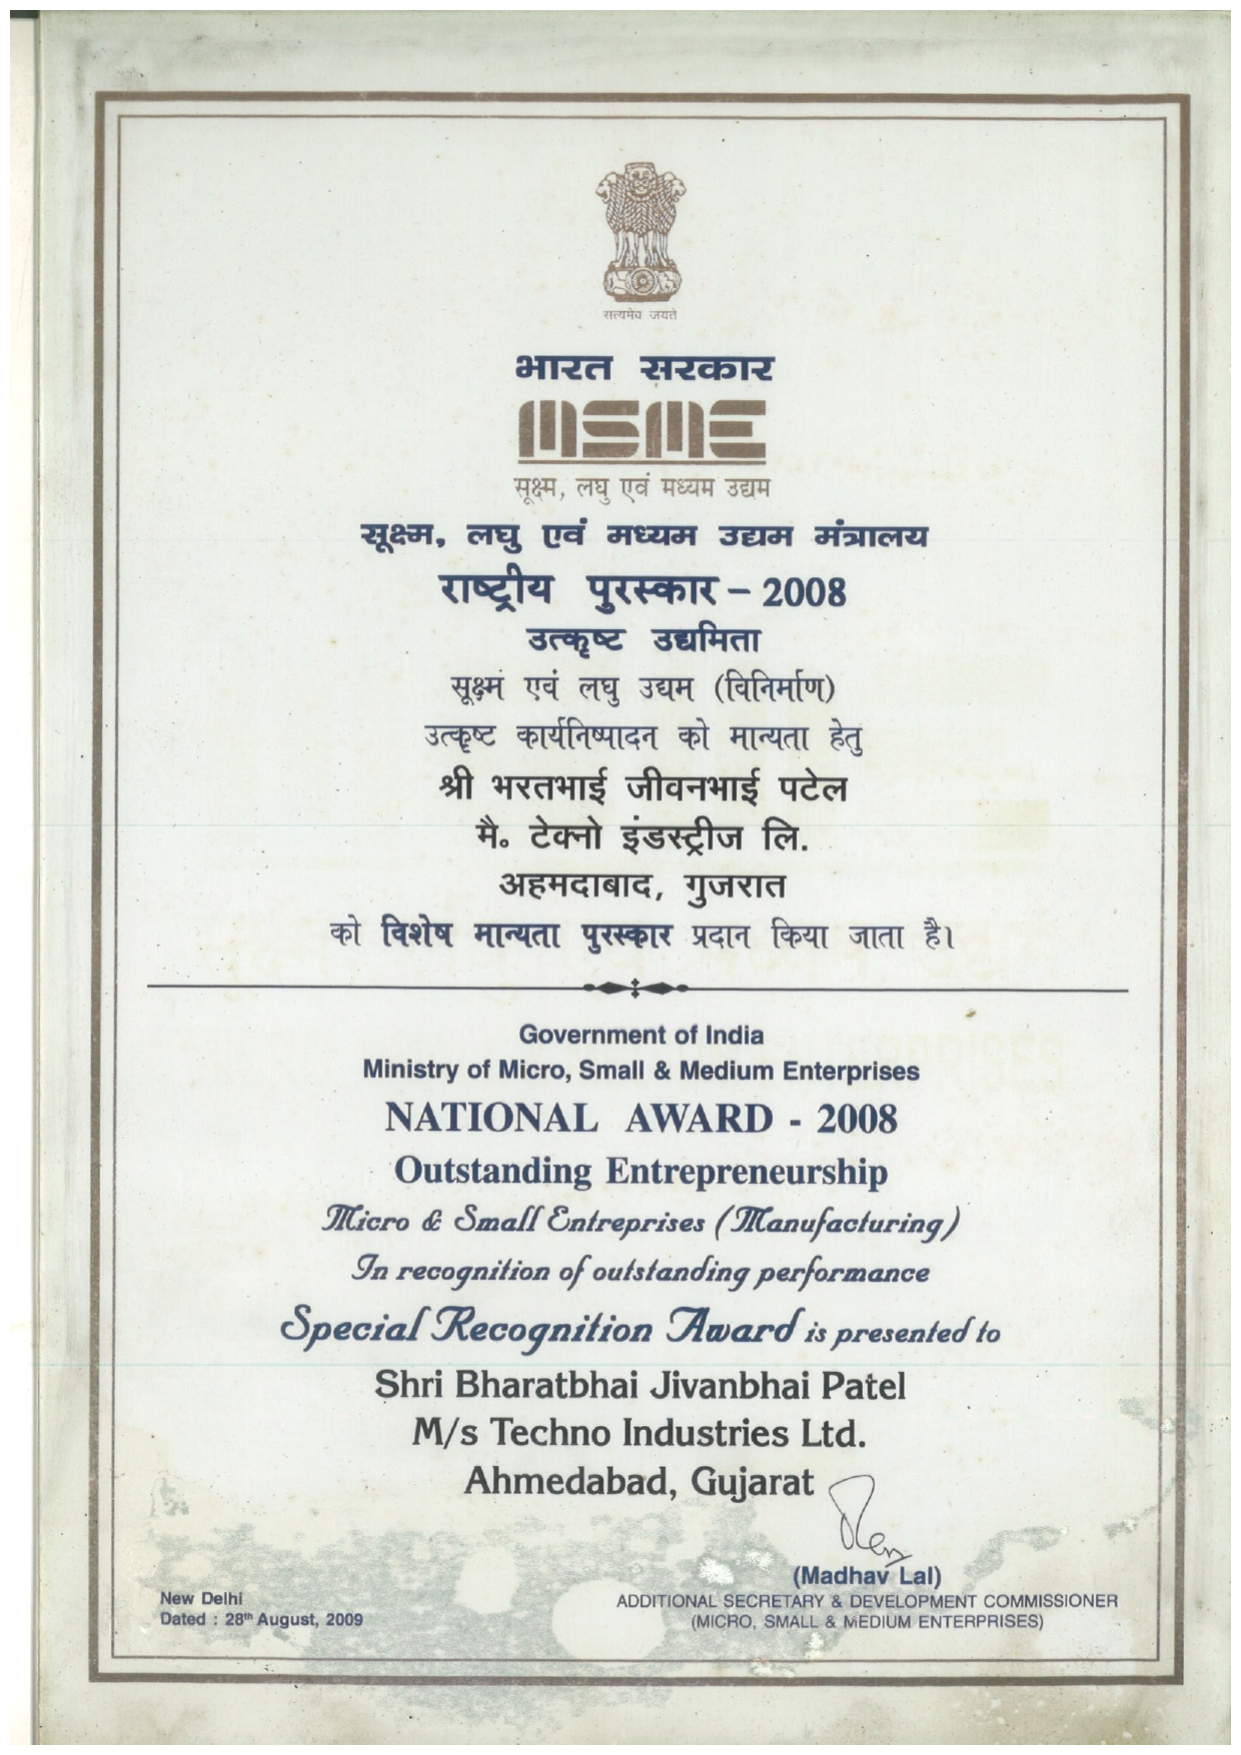 सत्यमेव जयते
भारत सरकार
MSME
सूक्ष्म, लघु एवं मध्यम उद्यम
सूक्ष्म, लघु एवं मध्यम उद्यम मंत्रालय
राष्ट्रीय पुरस्कार – 2008
उत्कृष्ट उद्यमिता
सूक्ष्मं एवं लघु उद्यम (विनिर्माण)
उत्कृष्ट कार्यनिष्पादन को मान्यता हेतु
श्री भरतभाई जीवनभाई पटेल
मै० टेक्नो इंडस्ट्रीज लि.
अहमदाबाद, गुजरात
को विशेष मान्यता पुरस्कार प्रदान किया जाता है।
Government of India
Ministry of Micro, Small & Medium Enterprises
NATIONAL AWARD - 2008
Outstanding Entrepreneurship
Micro & Small Entreprises (Manufacturing)
In recognition of outstanding performance
Special Recognition Award is presented to
Shri Bharatbhai Jivanbhai Patel
M/s Techno Industries Ltd.
Ahmedabad, Gujarat
(Madhav Lal)
ADDITIONAL SECRETARY & DEVELOPMENT COMMISSIONER
(MICRO, SMALL & MEDIUM ENTERPRISES)
New Delhi
Dated : 28th August, 2009